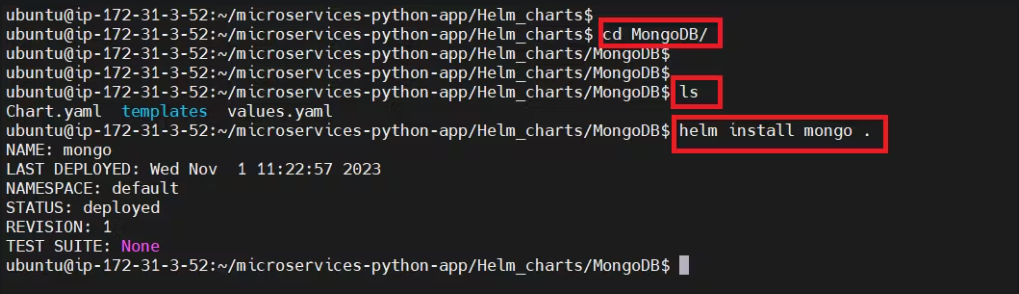 ubuntu@ip-172-31-3-52:~/microservices-python-app/Helm_charts$
ubuntu@ip-172-31-3-52:~/microservices-python-app/Helm_charts$ cd MongoDB/
ubuntu@ip-172-31-3-52:~/microservices-python-app/Helm_charts/MongoDB$
ubuntu@ip-172-31-3-52:~/microservices-python-app/Helm_charts/MongoDB$
ubuntu@ip-172-31-3-52:~/microservices-python-app/Helm_charts/MongoDB$ ls
Chart.yaml  templates  values.yaml
ubuntu@ip-172-31-3-52:~/microservices-python-app/Helm_charts/MongoDB$ helm install mongo .
NAME: mongo
LAST DEPLOYED: Wed Nov  1 11:22:57 2023
NAMESPACE: default
STATUS: deployed
REVISION: 1
TEST SUITE: None
ubuntu@ip-172-31-3-52:~/microservices-python-app/Helm_charts/MongoDB$